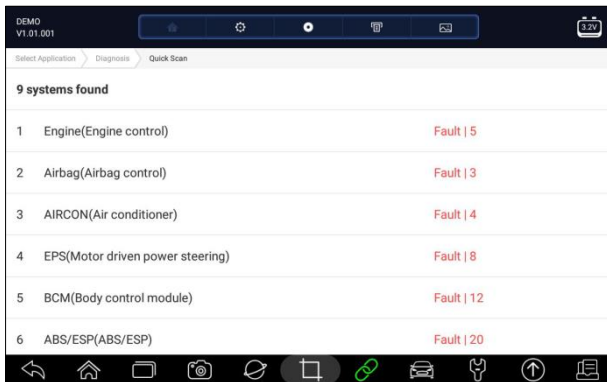 DEMO
V1.01.001
3.2V
Select Application Diagnosis Quick Scan
9 systems found
1 Engine(Engine control) Fault | 5
2 Airbag(Airbag control) Fault | 3
3 AIRCON(Air conditioner) Fault | 4
4 EPS(Motor driven power steering) Fault | 8
5 BCM(Body control module) Fault | 12
6 ABS/ESP(ABS/ESP) Fault | 20